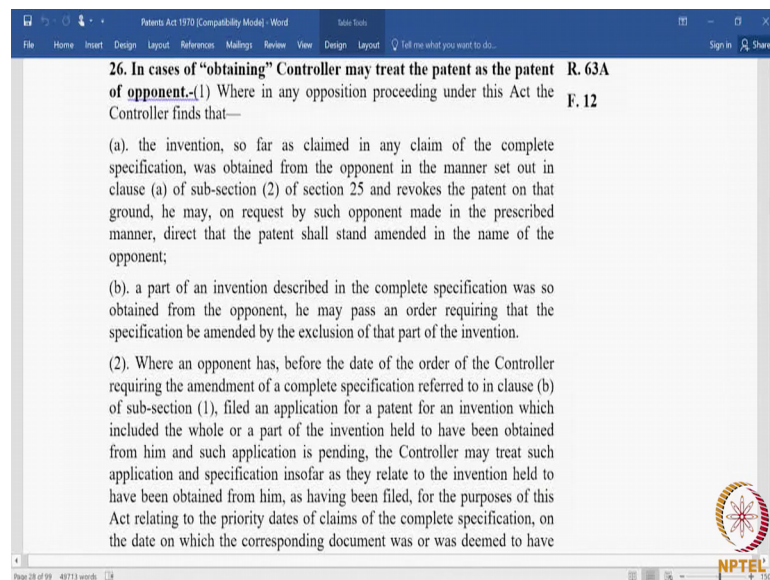 Patents Act 1970 [Compatibility Mode] - Word
Table Tools
File Home Insert Design Layout References Mailings Review View Design Layout Tell me what you want to do... Sign in Share
26. In cases of “obtaining” Controller may treat the patent as the patent R. 63A
of opponent.-(1) Where in any opposition proceeding under this Act the F. 12
Controller finds that—
(a). the invention, so far as claimed in any claim of the complete
specification, was obtained from the opponent in the manner set out in
clause (a) of sub-section (2) of section 25 and revokes the patent on that
ground, he may, on request by such opponent made in the prescribed
manner, direct that the patent shall stand amended in the name of the
opponent;
(b). a part of an invention described in the complete specification was so
obtained from the opponent, he may pass an order requiring that the
specification be amended by the exclusion of that part of the invention.
(2). Where an opponent has, before the date of the order of the Controller
requiring the amendment of a complete specification referred to in clause (b)
of sub-section (1), filed an application for a patent for an invention which
included the whole or a part of the invention held to have been obtained
from him and such application is pending, the Controller may treat such
application and specification insofar as they relate to the invention held to
have been obtained from him, as having been filed, for the purposes of this
Act relating to the priority dates of claims of the complete specification, on
the date on which the corresponding document was or was deemed to have
NPTEL
Page 28 of 99 49713 words